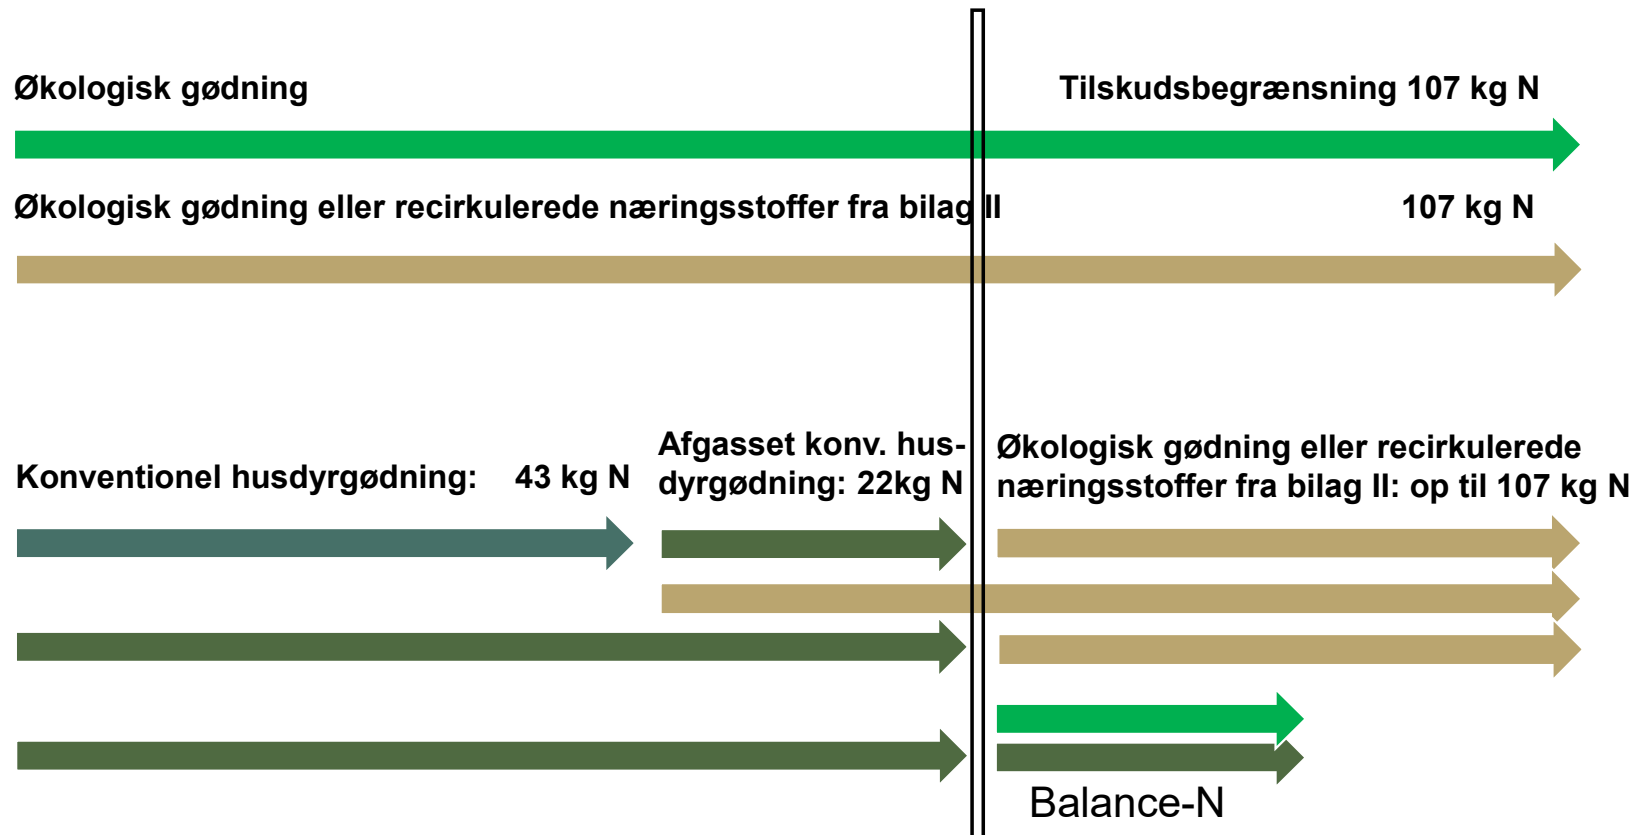 Økologisk gødning
Tilskudsbegrænsning 107 kg N
Økologisk gødning eller recirkulerede næringsstoffer fra bilag II
107 kg N
Konventionel husdyrgødning: 43 kg N
Afgasset konv. hus-
dyrgødning: 22kg N
Økologisk gødning eller recirkulerede
næringsstoffer fra bilag II: op til 107 kg N
Balance-N